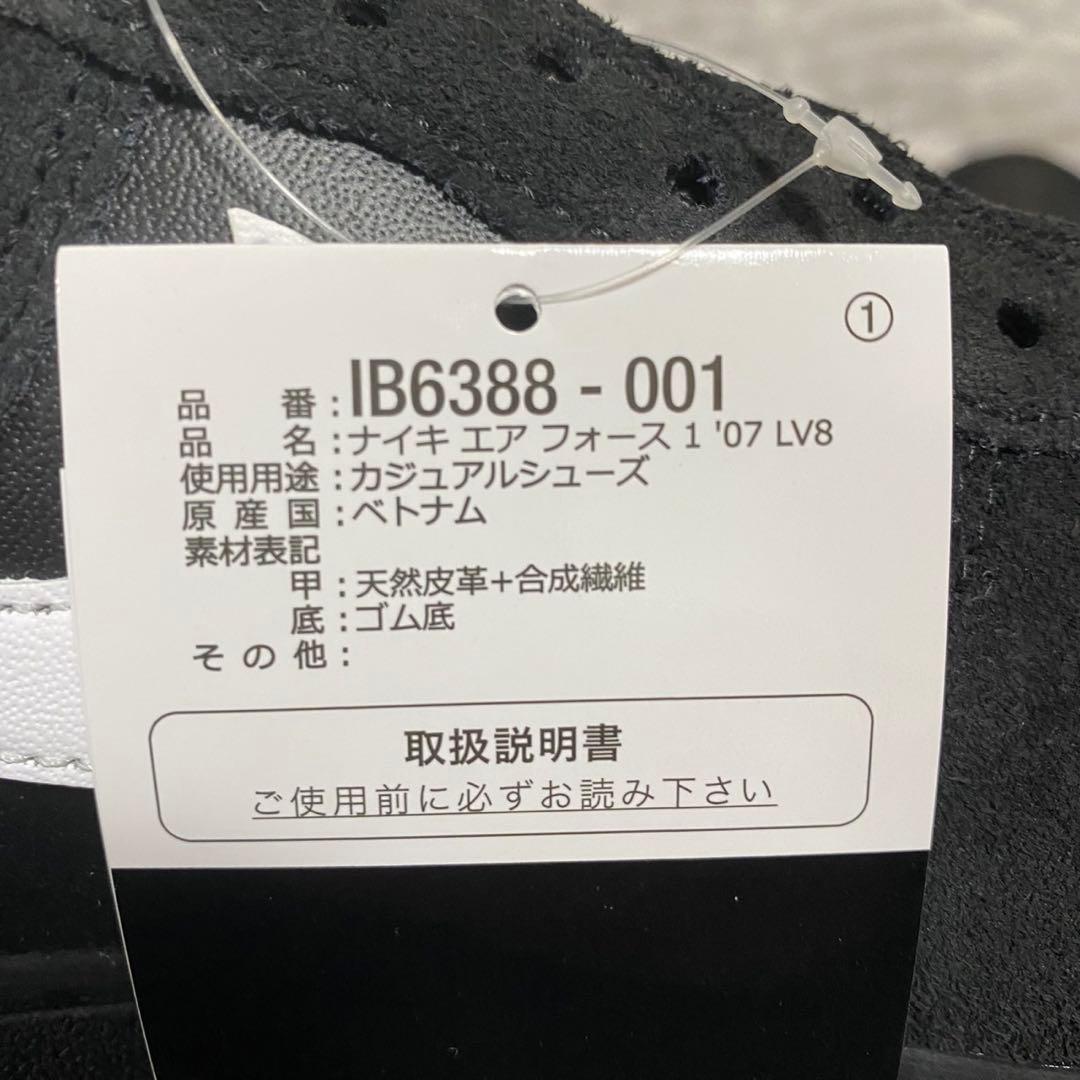 ①
品 番:IB6388 - 001
品 名:ナイキ エア フォース 1 '07 LV8
使用用途:カジュアルシューズ
原産国:ベトナム
素材表記
甲:天然皮革+合成繊維
底:ゴム底
その他:
取扱説明書
ご使用前に必ずお読み下さい